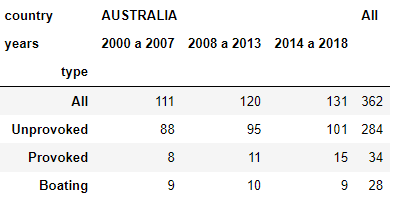 country AUSTRALIA All
years 2000 a 2007 2008 a 2013 2014 a 2018
type
All 111 120 131 362
Unprovoked 88 95 101 284
Provoked 8 11 15 34
Boating 9 10 9 28